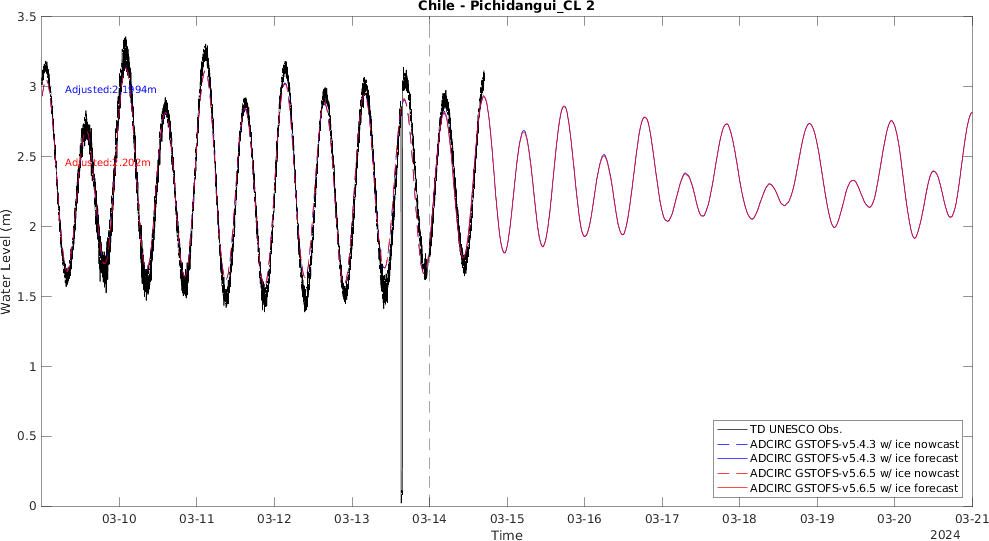 Chile - Pichidangui_CL 2
3.5
3
2.5
2
1.5
1
0.5
0
Water Level (m)
Adjusted:2.1994m
Adjusted:2.202m
TD UNESCO Obs.
ADCIRC GSTOFS-v5.4.3 w/ ice nowcast
ADCIRC GSTOFS-v5.4.3 w/ ice forecast
ADCIRC GSTOFS-v5.6.5 w/ ice nowcast
ADCIRC GSTOFS-v5.6.5 w/ ice forecast
03-10 03-11 03-12 03-13 03-14 03-15 03-16 03-17 03-18 03-19 03-20 03-21
Time
2024